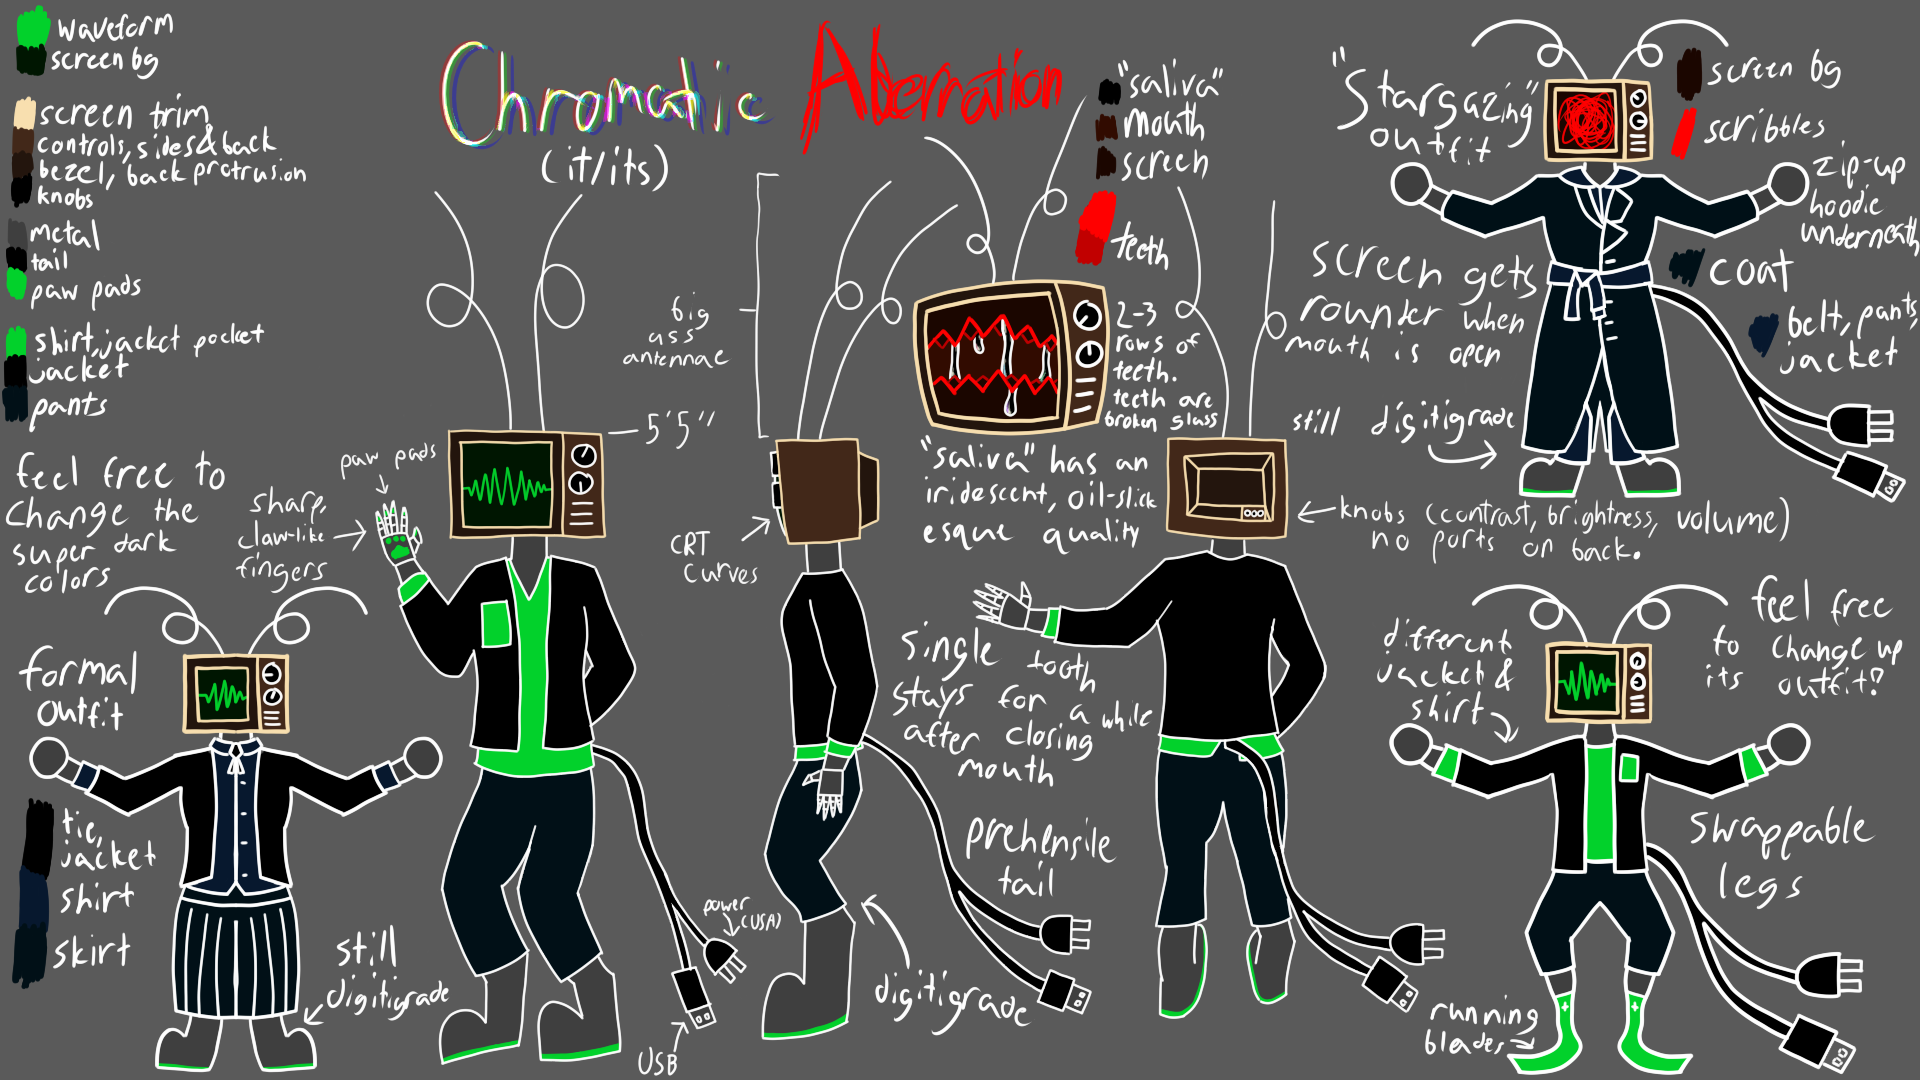 waveform
screen bg
screen trim
controls, sides & back
bezel, back protrusion
knobs
metal
tail
paw pads
shirt, jacket pocket
jacket
pants
feel free to
change the
super dark
colors
Chromatic Aberration
(it/its)
paw pads
sharp,
claw-like
fingers
5'5"
big
ass
antennae
CRT
curves
"saliva"
mouth
screen
teeth
2-3
rows of
teeth.
teeth are
broken glass
"saliva" has an
iridescent, oil-slick
esque quality
single tooth
stays for a while
after closing
mouth
prehensile
tail
digitigrade
power
(USA)
USB
formal
outfit
tie,
jacket
shirt
skirt
still
digitigrade
"Stargazing"
outfit
screen bg
scribbles
zip-up
hoodie
underneath
coat
belt, pants,
jacket
screen gets
rounder when
mouth is open
still digitigrade
knobs (contrast, brightness, volume)
no ports on back.
feel free
to change up
its outfit?
different
jacket &
shirt
swappable
legs
running
blades